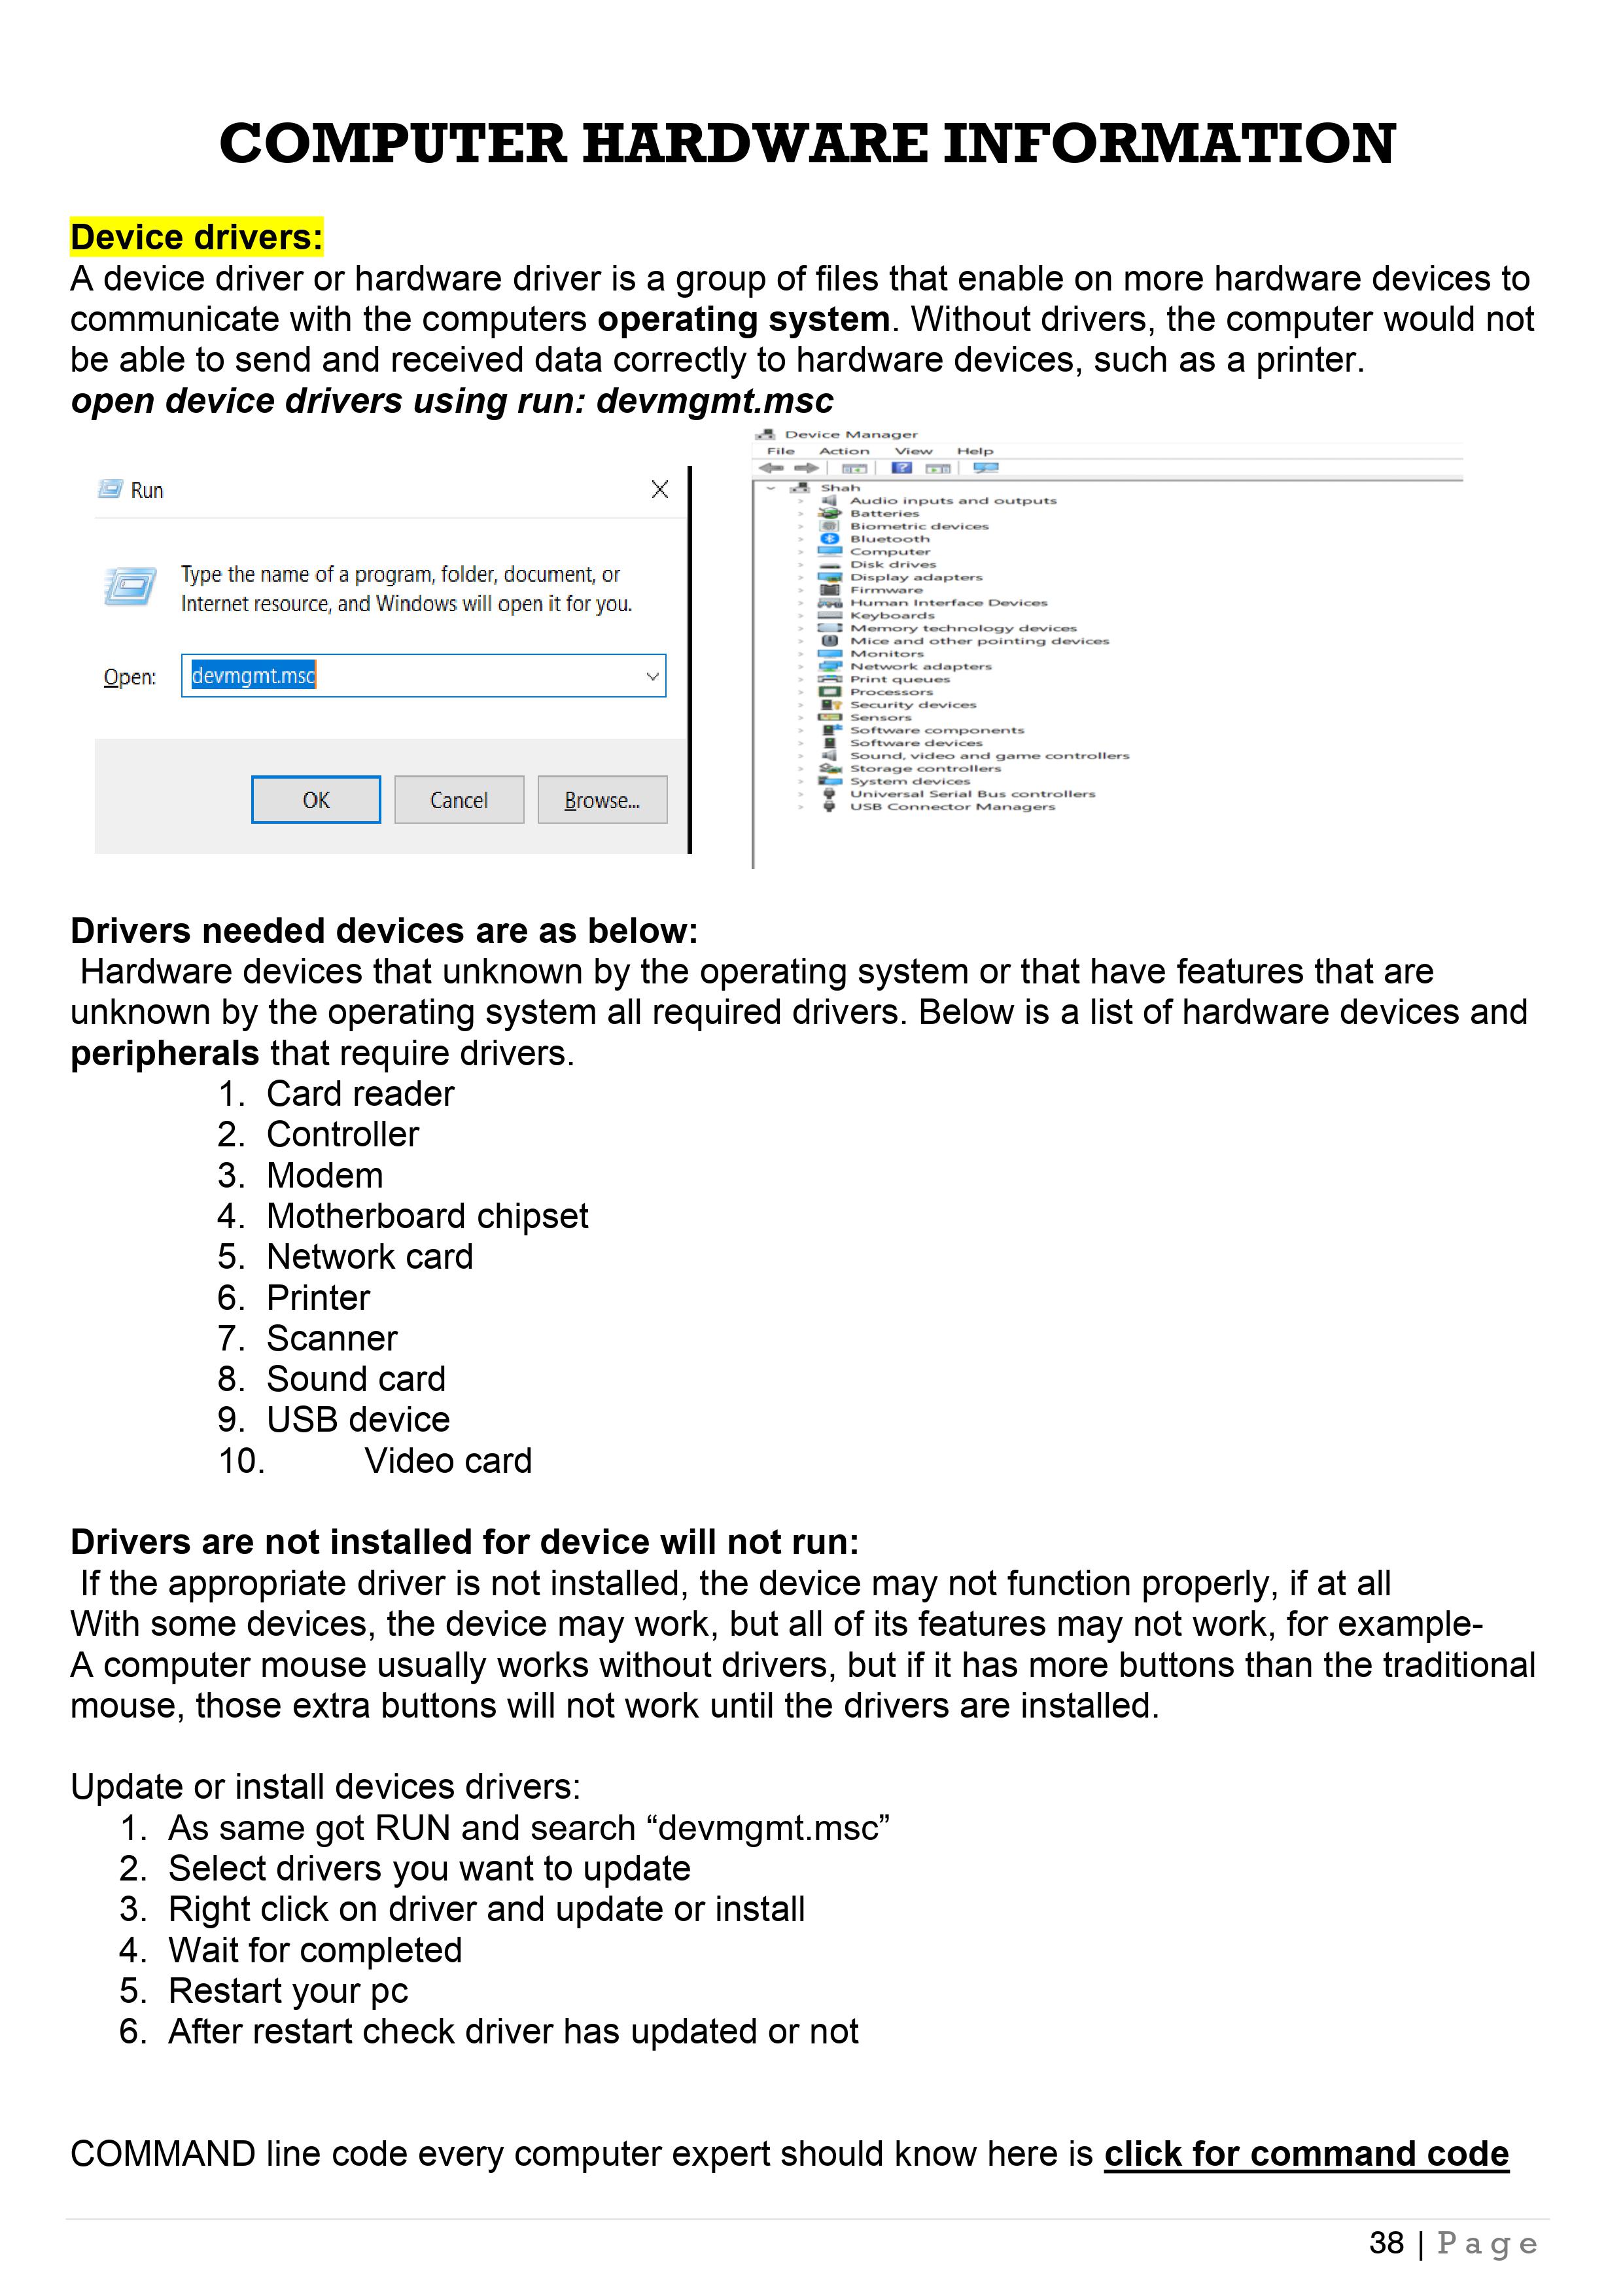 COMPUTER HARDWARE INFORMATION
Device drivers:
A device driver or hardware driver is a group of files that enable on more hardware devices to
communicate with the computers operating system. Without drivers, the computer would not
be able to send and received data correctly to hardware devices, such as a printer.
open device drivers using run: devmgmt.msc
Run
Type the name of a program, folder, document, or
Internet resource, and Windows will open it for you.
Open: devmgmt.msc
OK Cancel Browse...
Device Manager
File Action View Help
Shah
Audio inputs and outputs
Batteries
Biometric devices
Bluetooth
Computer
Disk drives
Display adapters
Firmware
Human Interface Devices
Keyboards
Memory technology devices
Mice and other pointing devices
Monitors
Network adapters
Print queues
Processors
Security devices
Sensors
Software components
Software devices
Sound, video and game controllers
Storage controllers
System devices
Universal Serial Bus controllers
USB Connector Managers
Drivers needed devices are as below:
Hardware devices that unknown by the operating system or that have features that are
unknown by the operating system all required drivers. Below is a list of hardware devices and
peripherals that require drivers.
1. Card reader
2. Controller
3. Modem
4. Motherboard chipset
5. Network card
6. Printer
7. Scanner
8. Sound card
9. USB device
10. Video card
Drivers are not installed for device will not run:
If the appropriate driver is not installed, the device may not function properly, if at all
With some devices, the device may work, but all of its features may not work, for example-
A computer mouse usually works without drivers, but if it has more buttons than the traditional
mouse, those extra buttons will not work until the drivers are installed.
Update or install devices drivers:
1. As same got RUN and search “devmgmt.msc”
2. Select drivers you want to update
3. Right click on driver and update or install
4. Wait for completed
5. Restart your pc
6. After restart check driver has updated or not
COMMAND line code every computer expert should know here is click for command code
38 | Page